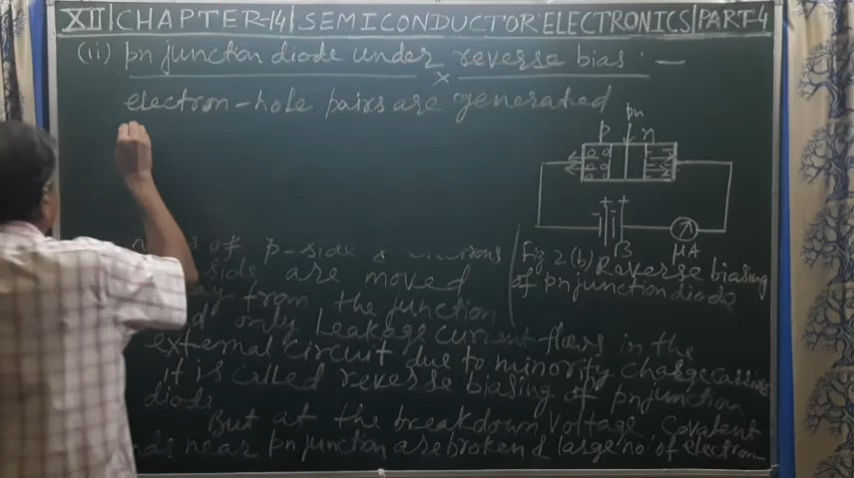 XII | CHAPTER-14 | SEMICONDUCTOR ELECTRONICS | PART-4
(ii) pn junction diode under reverse bias :—
electron-hole pairs are generated
pn
p n
+ +
B μA
Fig 2(b) Reverse biasing
of pn junction diode
of p-side &
side are moved
from the junction
only Leakage current flows in the
external circuit due to minority charge carriers
it is called reverse biasing of pn junction
diode
But at the breakdown Voltage Covalent
near pn junction are broken & large no. of electron-